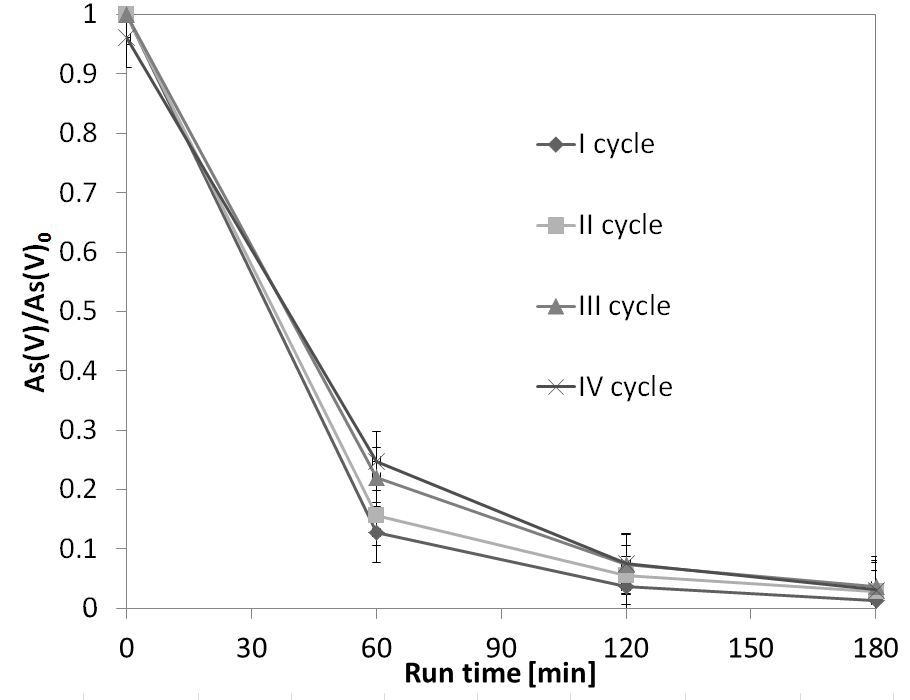 1
0.9
0.8
0.7
0.6
0.5
0.4
0.3
0.2
0.1
0
As(V)/As(V)₀
I cycle
II cycle
III cycle
IV cycle
0 30 60 90 120 150 180
Run time [min]